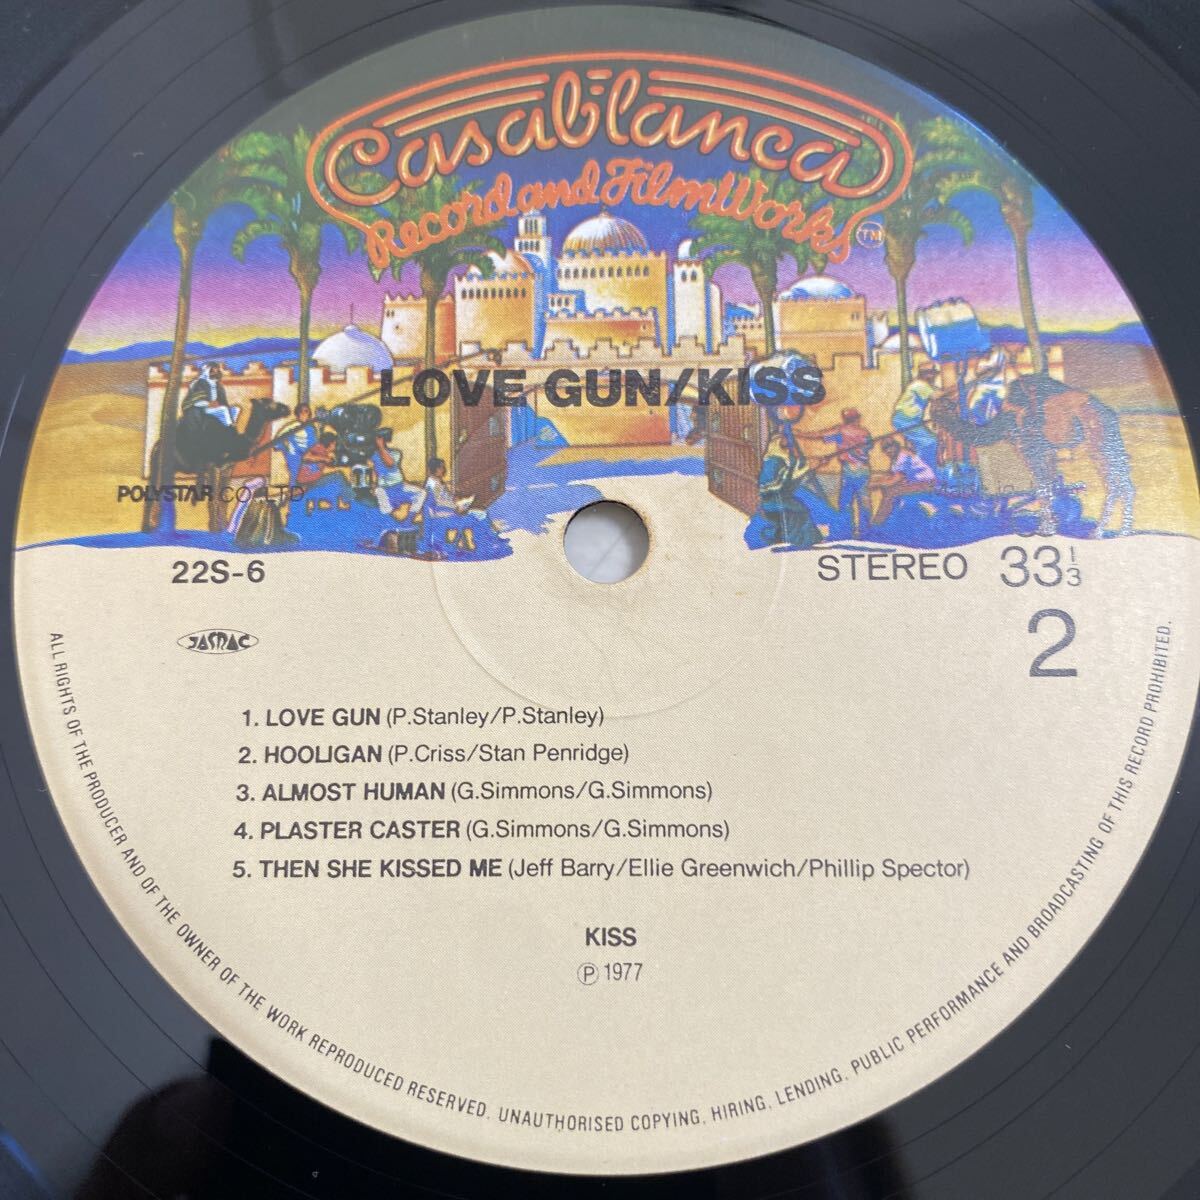 Casablanca
Record and FilmWorks TM
LOVE GUN/KISS
POLYSTAR CO., LTD.
22S-6
STEREO 33 1/3
2
JASRAC
1. LOVE GUN (P.Stanley/P.Stanley)
2. HOOLIGAN (P.Criss/Stan Penridge)
3. ALMOST HUMAN (G.Simmons/G.Simmons)
4. PLASTER CASTER (G.Simmons/G.Simmons)
5. THEN SHE KISSED ME (Jeff Barry/Ellie Greenwich/Phillip Spector)
KISS
℗ 1977
ALL RIGHTS OF THE PRODUCER AND OF THE OWNER OF THE WORK REPRODUCED RESERVED. UNAUTHORISED COPYING, HIRING, LENDING, PUBLIC PERFORMANCE AND BROADCASTING OF THIS RECORD PROHIBITED.